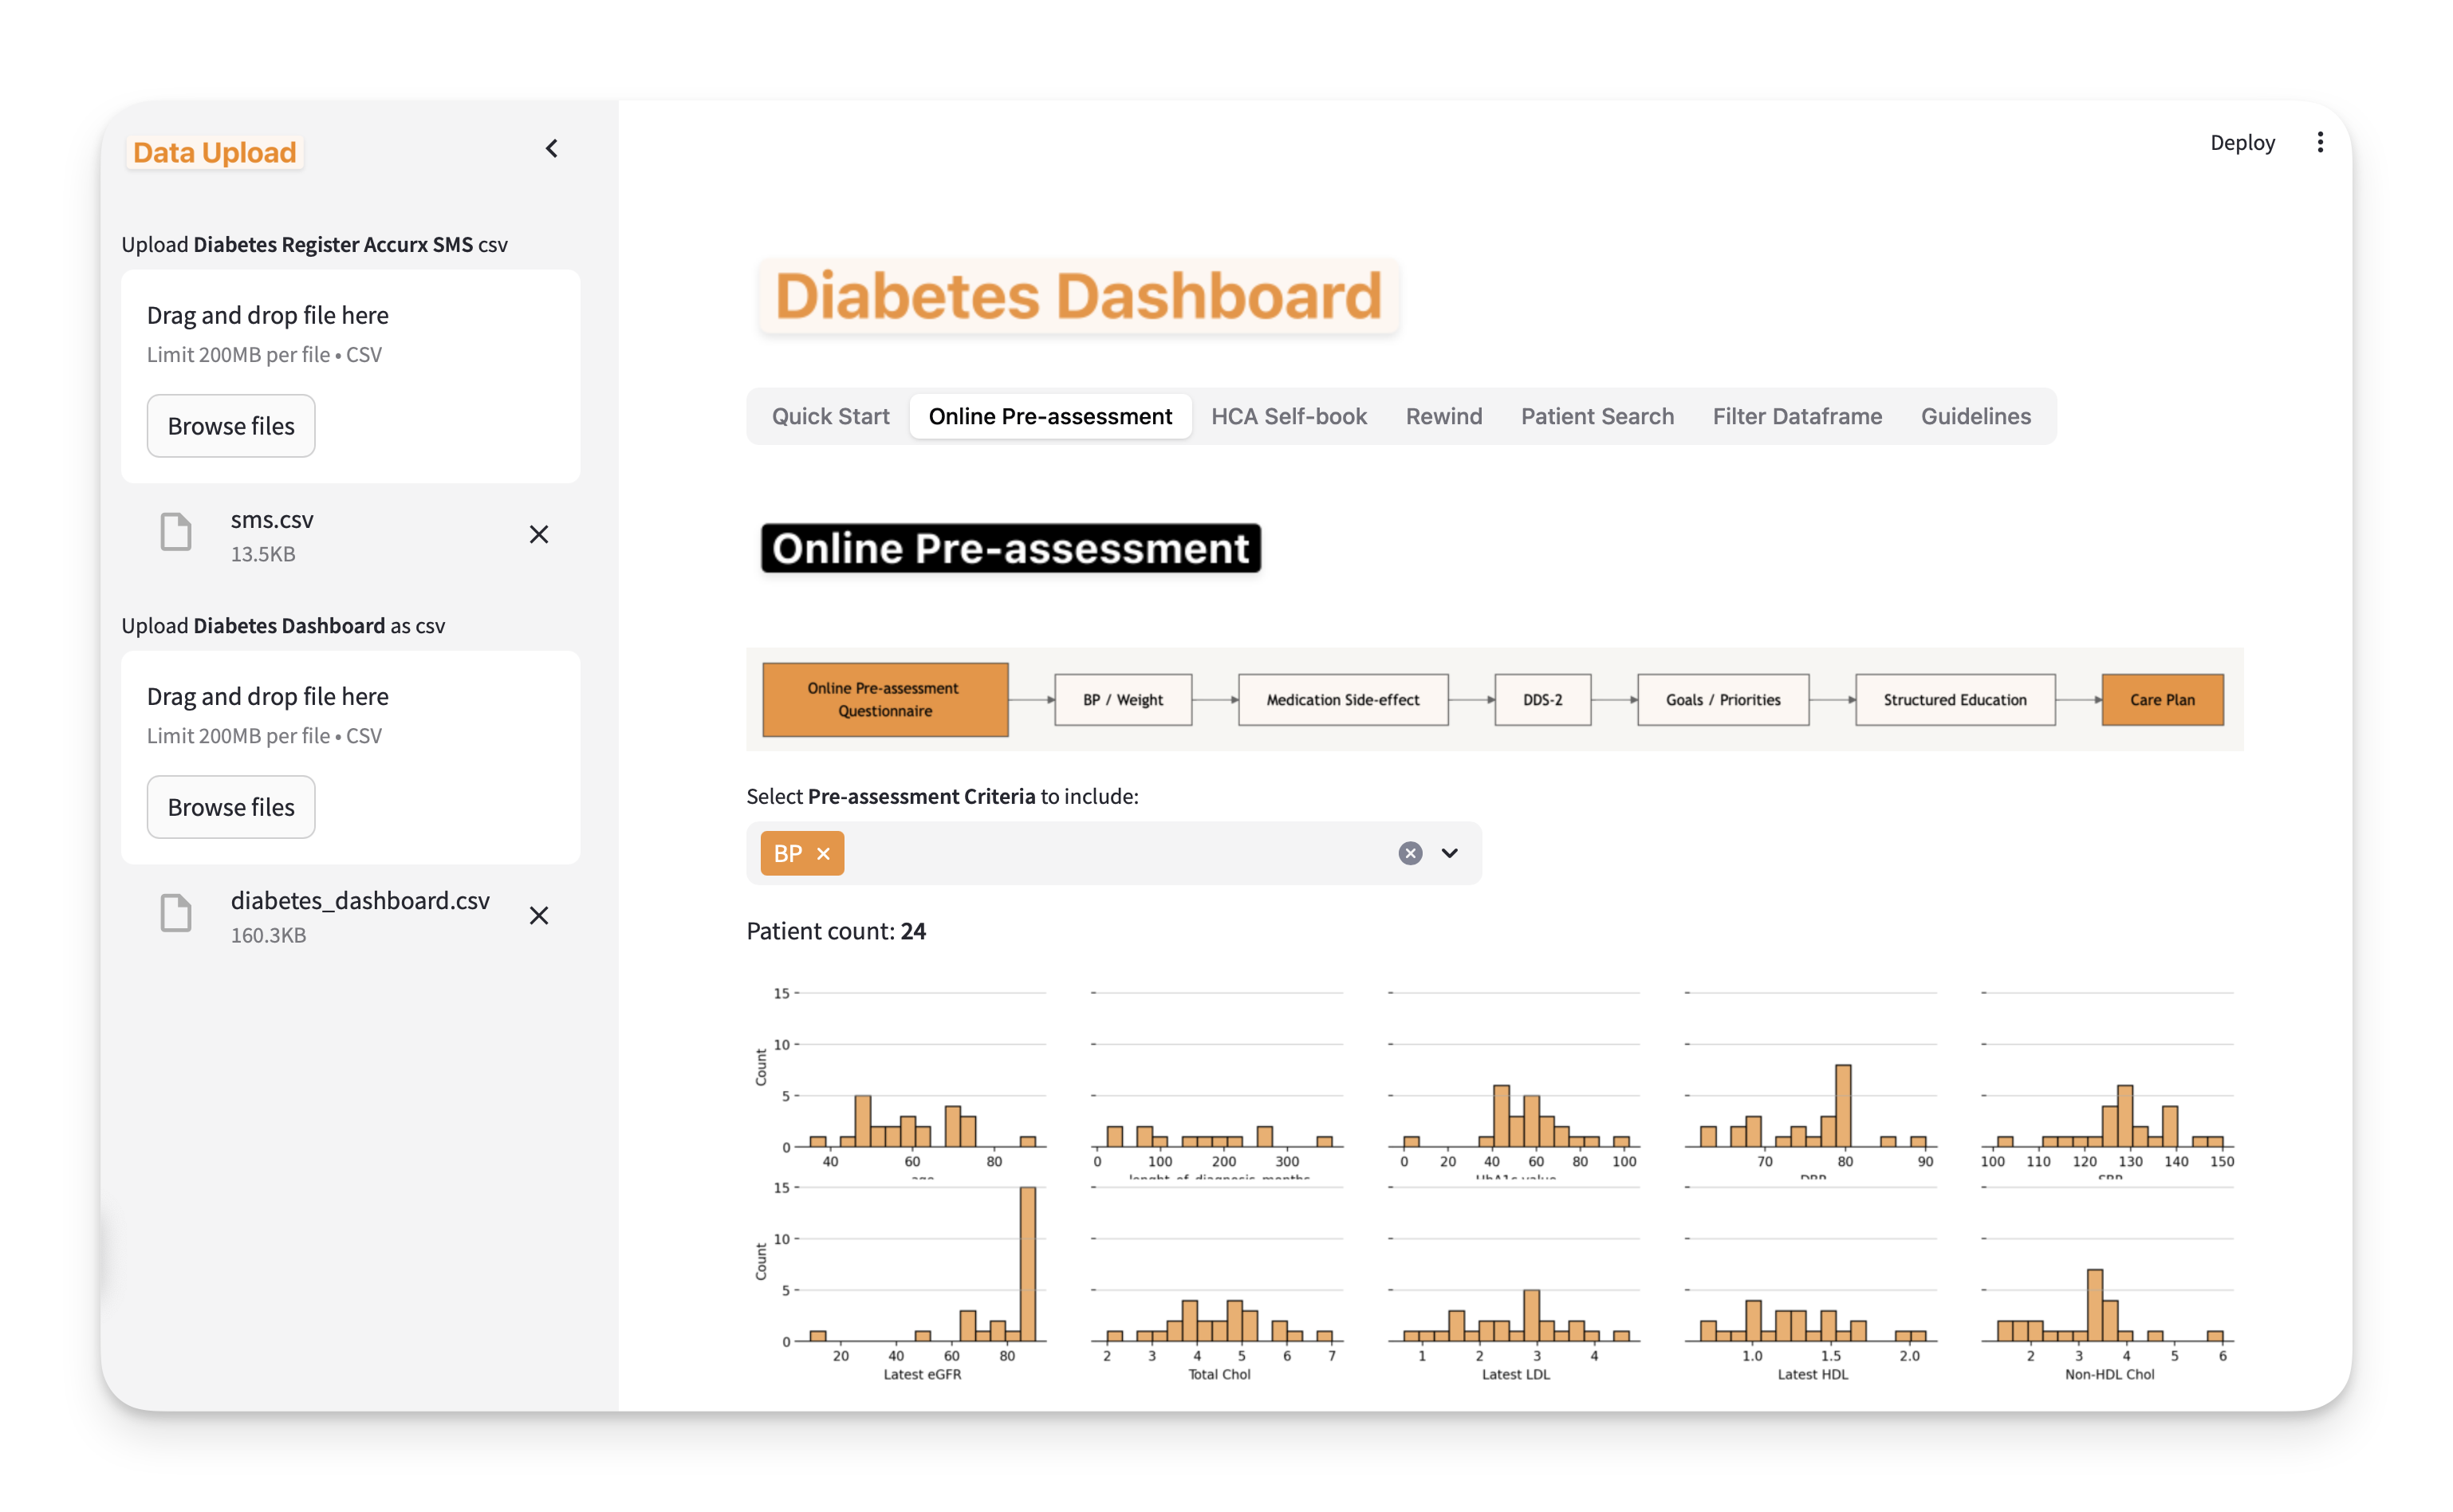 Data Upload
Deploy
Upload Diabetes Register Accurx SMS csv
Drag and drop file here
Limit 200MB per file • CSV
Browse files
sms.csv
13.5KB
Upload Diabetes Dashboard as csv
Drag and drop file here
Limit 200MB per file • CSV
Browse files
diabetes_dashboard.csv
160.3KB
Diabetes Dashboard
Quick Start Online Pre-assessment HCA Self-book Rewind Patient Search Filter Dataframe Guidelines
Online Pre-assessment
Online Pre-assessment
Questionnaire
BP / Weight
Medication Side-effect
DDS-2
Goals / Priorities
Structured Education
Care Plan
Select Pre-assessment Criteria to include:
BP
Patient count: 24
Count
15
10
5
0
40 60 80
age
0 100 200 300
lenght_of_diagnosis_months
0 20 40 60 80 100
HbA1c value
70 80 90
DBP
100 110 120 130 140 150
SBP
Count
15
10
5
0
20 40 60 80
Latest eGFR
2 3 4 5 6 7
Total Chol
1 2 3 4
Latest LDL
1.0 1.5 2.0
Latest HDL
2 3 4 5 6
Non-HDL Chol